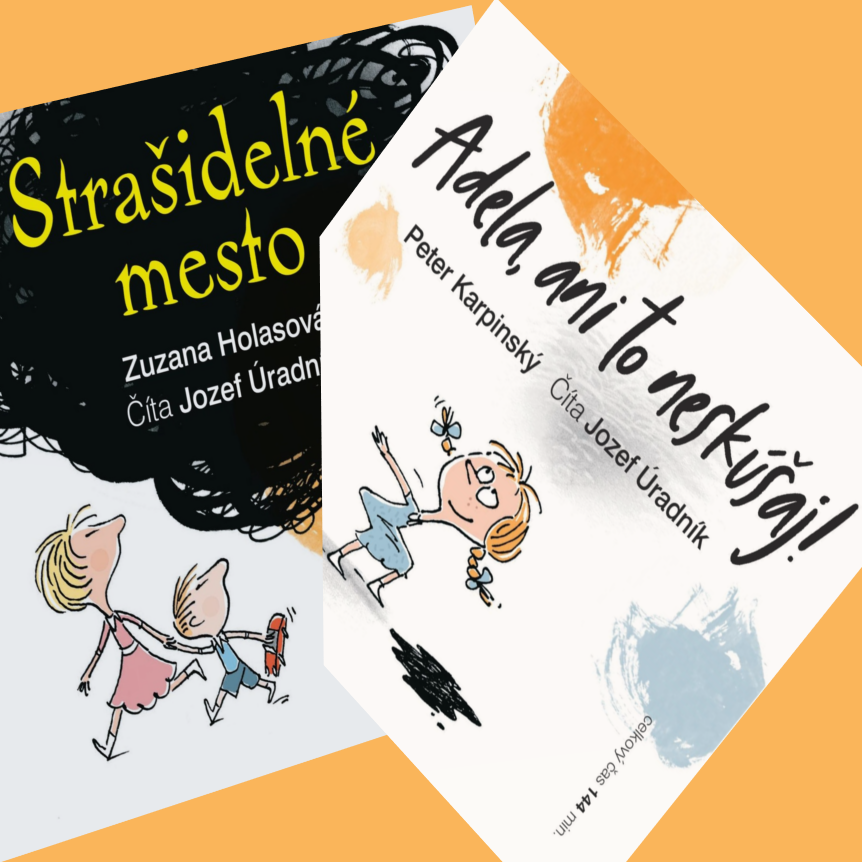 Strašidelné
mesto
Zuzana Holasová
Číta Jozef Úradn
Adela, ani to neskúšaj!
Peter Karpinský
Číta Jozef Úradník
celkový čas 144 min.